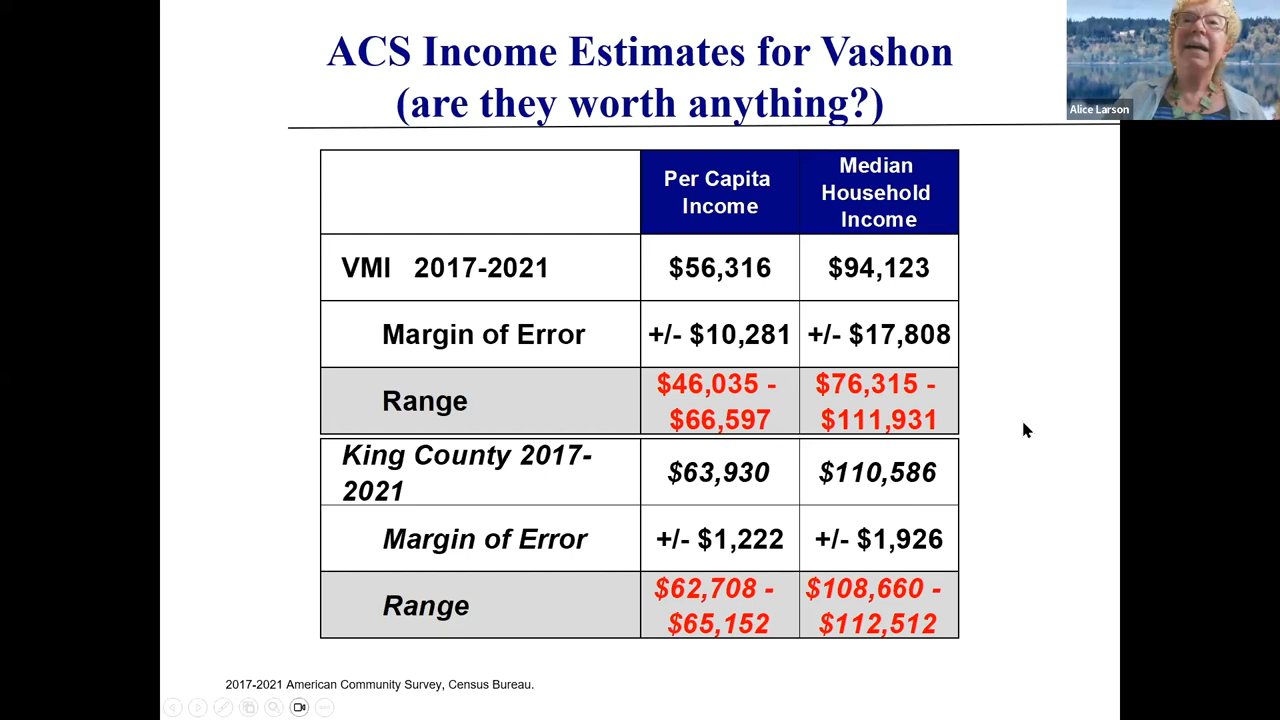 ACS Income Estimates for Vashon
(are they worth anything?)
Alice Larson
Per Capita
Income
Median
Household
Income
VMI 2017-2021
$56,316
$94,123
Margin of Error
+/- $10,281
+/- $17,808
Range
$46,035 -
$66,597
$76,315 -
$111,931
King County 2017-
2021
$63,930
$110,586
Margin of Error
+/- $1,222
+/- $1,926
Range
$62,708 -
$65,152
$108,660 -
$112,512
2017-2021 American Community Survey, Census Bureau.